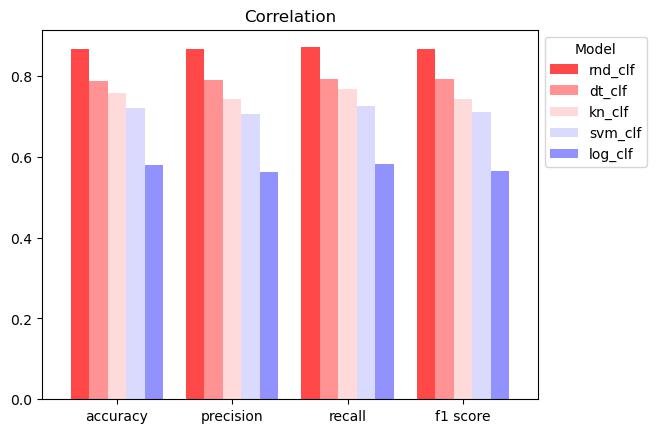 Correlation
0.8
0.6
0.4
0.2
0.0
accuracy
precision
recall
f1 score
Model
rnd_clf
dt_clf
kn_clf
svm_clf
log_clf